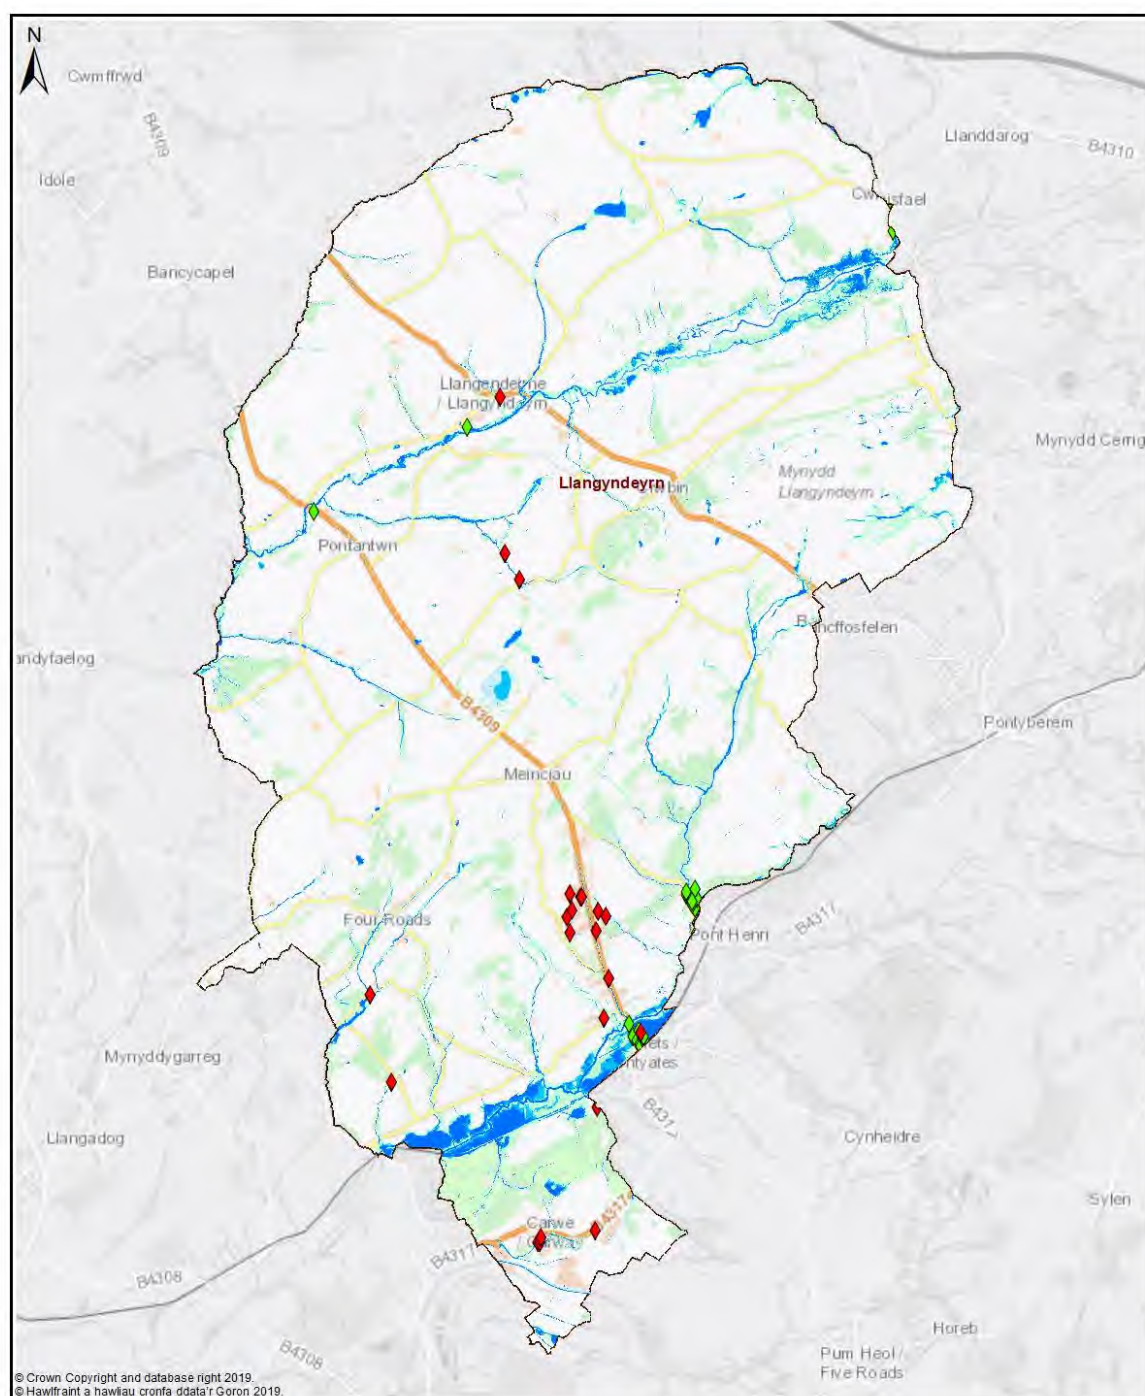 N
Cwmffrwd
B4309
Llanddarog
B4310
Idole
Bancycapel
Llangendeirne
/ Llangyndeyrn
Mynydd Cerrig
Mynydd
Llangyndeyrn
Llangyndeyrn
Pontantwn
Bancffosfelen
andyfaelog
B4309
Pontyberem
Meinciau
Four Roads
Pont Henri
B4317
Mynyddygarreg
Llangadog
Cynheidre
Sylen
Carwe
B4317
B4308
Horeb
B4308
Pum Heol /
Five Roads
© Crown Copyright and database right 2019.
© Hawlfraint a hawliau cronfa ddata'r Goron 2019.